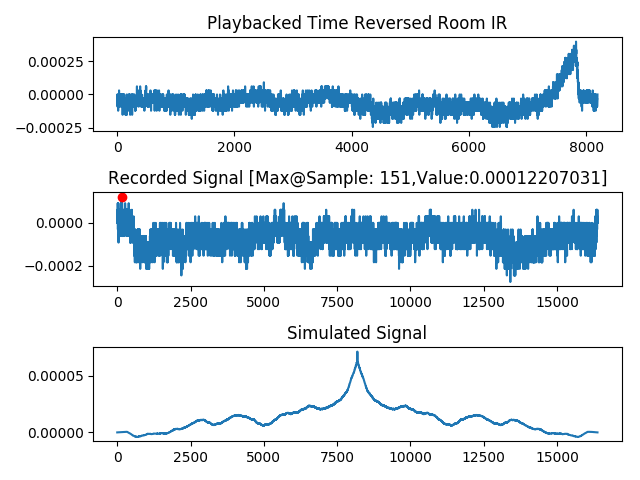 Playbacked Time Reversed Room IR
0.00025
0.00000
−0.00025
0 2000 4000 6000 8000
Recorded Signal [Max@Sample: 151,Value:0.00012207031]
0.0000
−0.0002
0 2500 5000 7500 10000 12500 15000
Simulated Signal
0.00005
0.00000
0 2500 5000 7500 10000 12500 15000